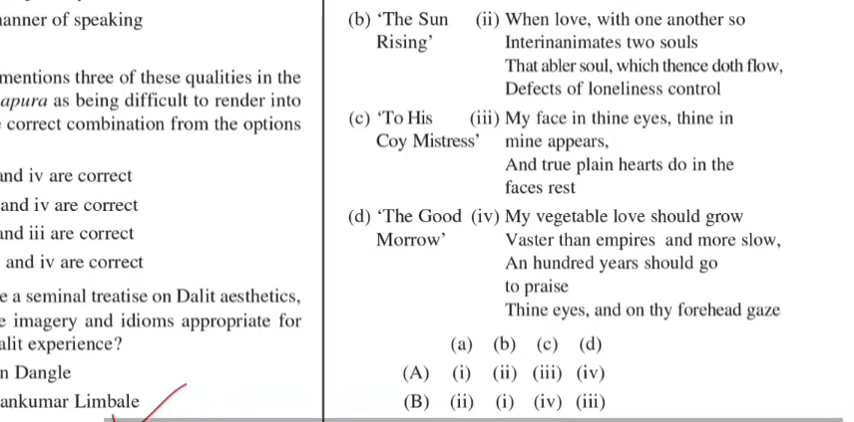 anner of speaking
mentions three of these qualities in the
apura as being difficult to render into
correct combination from the options
and iv are correct
and iv are correct
and iii are correct
and iv are correct
e a seminal treatise on Dalit aesthetics,
e imagery and idioms appropriate for
alit experience?
n Dangle
ankumar Limbale
(b) ‘The Sun (ii) When love, with one another so
Rising’ Interinanimates two souls
That abler soul, which thence doth flow,
Defects of loneliness control
(c) ‘To His (iii) My face in thine eyes, thine in
Coy Mistress’ mine appears,
And true plain hearts do in the
faces rest
(d) ‘The Good (iv) My vegetable love should grow
Morrow’ Vaster than empires and more slow,
An hundred years should go
to praise
Thine eyes, and on thy forehead gaze
(a) (b) (c) (d)
(A) (i) (ii) (iii) (iv)
(B) (ii) (i) (iv) (iii)